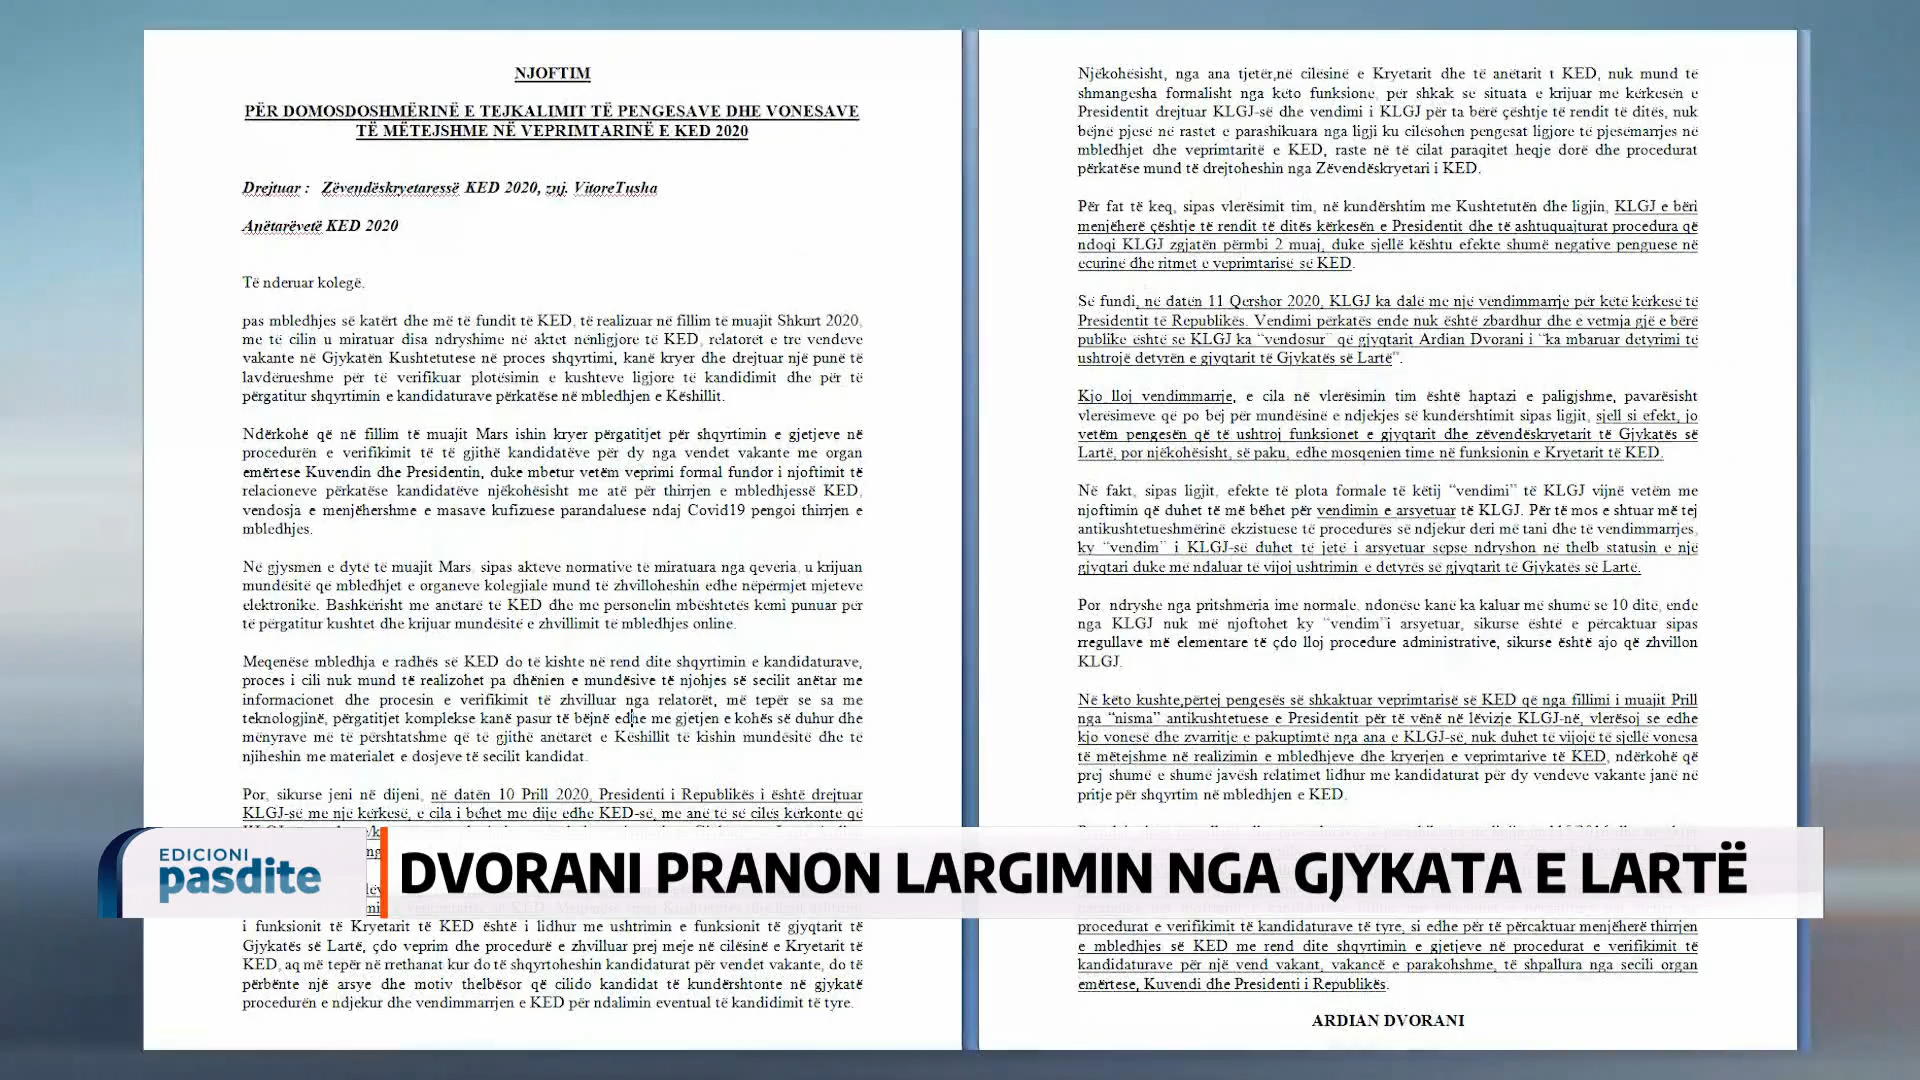 NJOFTIM
PËR DOMOSDOSHMËRINË E TEJKALIMIT TË PENGESAVE DHE VONESAVE
TË MËTEJSHME NË VEPRIMTARINË E KED 2020
Drejtuar : Zëvendëskryetaressë KED 2020, znj. VitoreTusha
Anëtarëvetë KED 2020
Të nderuar kolegë.
pas mbledhjes së katërt dhe më të fundit të KED, të realizuar në fillim të muajit Shkurt 2020,
me të cilin u miratuar disa ndryshime në aktet nënligjore të KED, relatorët e tre vendeve
vakante në Gjykatën Kushtetutese në proces shqyrtimi, kanë kryer dhe drejtuar një punë të
lavdërueshme për të verifikuar plotësimin e kushteve ligjore të kandidimit dhe për të
përgatitur shqyrtimin e kandidaturave përkatëse në mbledhjen e Këshillit.
Ndërkohë që në fillim të muajit Mars ishin kryer përgatitjet për shqyrtimin e gjetjeve në
procedurën e verifikimit të të gjithë kandidatëve për dy nga vendet vakante me organ
emërtese Kuvendin dhe Presidentin, duke mbetur vetëm veprimi formal fundor i njoftimit të
relacioneve përkatëse kandidatëve njëkohësisht me atë për thirrjen e mbledhjessë KED,
vendosja e menjëhershme e masave kufizuese parandaluese ndaj Covid19 pengoi thirrjen e
mbledhjes.
Në gjysmën e dytë të muajit Mars, sipas akteve normative të miratuara nga qeveria, u krijuan
mundësitë që mbledhjet e organeve kolegjiale mund të zhvilloheshin edhe nëpërmjet mjeteve
elektronike. Bashkërisht me anëtarë të KED dhe me personelin mbështetës kemi punuar për
të përgatitur kushtet dhe krijuar mundësitë e zhvillimit të mbledhjes online.
Meqenëse mbledhja e radhës së KED do të kishte në rend dite shqyrtimin e kandidaturave,
proces i cili nuk mund të realizohet pa dhënien e mundësive të njohjes së secilit anëtar me
informacionet dhe procesin e verifikimit të zhvilluar nga relatorët, më tepër se sa me
teknologjinë, përgatitjet komplekse kanë pasur të bëjnë edhe me gjetjen e kohës së duhur dhe
mënyrave më të përshtatshme që të gjithë anëtarët e Këshillit të kishin mundësitë dhe të
njiheshin me materialet e dosjeve të secilit kandidat.
Por, sikurse jeni në dijeni, në datën 10 Prill 2020, Presidenti i Republikës i është drejtuar
KLGJ-së me një kërkesë, e cila i bëhet me dije edhe KED-së, me anë të së cilës kërkonte që
i funksionit të Kryetarit të KED është i lidhur me ushtrimin e funksionit të gjyqtarit të
Gjykatës së Lartë, çdo veprim dhe procedurë e zhvilluar prej meje në cilësinë e Kryetarit të
KED, aq më tepër në rrethanat kur do të shqyrtoheshin kandidaturat për vendet vakante, do të
përbënte një arsye dhe motiv thelbësor që cilido kandidat të kundërshtonte në gjykatë
procedurën e ndjekur dhe vendimmarrjen e KED për ndalimin eventual të kandidimit të tyre.
Njëkohësisht, nga ana tjetër,në cilësinë e Kryetarit dhe të anëtarit t KED, nuk mund të
shmangesha formalisht nga këto funksione, për shkak se situata e krijuar me kërkesën e
Presidentit drejtuar KLGJ-së dhe vendimi i KLGJ për ta bërë çështje të rendit të ditës, nuk
bëjnë pjesë në rastet e parashikuara nga ligji ku cilësohen pengesat ligjore të pjesëmarrjes në
mbledhjet dhe veprimtaritë e KED, raste në të cilat paraqitet heqje dorë dhe procedurat
përkatëse mund të drejtoheshin nga Zëvendëskryetari i KED.
Për fat të keq, sipas vlerësimit tim, në kundërshtim me Kushtetutën dhe ligjin, KLGJ e bëri
menjëherë çështje të rendit të ditës kërkesën e Presidentit dhe të ashtuquajturat procedura që
ndoqi KLGJ zgjatën përmbi 2 muaj, duke sjellë kështu efekte shumë negative penguese në
ecurinë dhe ritmet e veprimtarisë së KED.
Së fundi, në datën 11 Qershor 2020, KLGJ ka dalë me një vendimmarrje për këtë kërkesë të
Presidentit të Republikës. Vendimi përkatës ende nuk është zbardhur dhe e vetmja gjë e bërë
publike është se KLGJ ka "vendosur" që gjyqtari Ardian Dvorani i "ka mbaruar detyrimi të
ushtrojë detyrën e gjyqtarit të Gjykatës së Lartë".
Kjo lloj vendimmarrje, e cila në vlerësimin tim është haptazi e paligjshme, pavarësisht
vlerësimeve që po bëj për mundësinë e ndjekjes së kundërshtimit sipas ligjit, sjell si efekt, jo
vetëm pengesën që të ushtroj funksionet e gjyqtarit dhe zëvendëskryetarit të Gjykatës së
Lartë, por njëkohësisht, së paku, edhe mosqenien time në funksionin e Kryetarit të KED.
Në fakt, sipas ligjit, efekte të plota formale të këtij "vendimi" të KLGJ vijnë vetëm me
njoftimin që duhet të më bëhet për vendimin e arsyetuar të KLGJ. Për të mos e shtuar më tej
antikushtetueshmërinë ekzistuese të procedurës së ndjekur deri më tani dhe të vendimmarrjes,
ky "vendim" i KLGJ-së duhet të jetë i arsyetuar sepse ndryshon në thelb statusin e një
gjyqtari duke më ndaluar të vijoj ushtrimin e detyrës së gjyqtarit të Gjykatës së Lartë.
Por, ndryshe nga pritshmëria ime normale, ndonëse kanë ka kaluar më shumë se 10 ditë, ende
nga KLGJ nuk më njoftohet ky "vendim"i arsyetuar, sikurse është e përcaktuar sipas
rregullave më elementare të çdo lloj procedure administrative, sikurse është ajo që zhvillon
KLGJ.
Në këto kushte,përtej pengesës së shkaktuar veprimtarisë së KED që nga fillimi i muajit Prill
nga "nisma" antikushtetuese e Presidentit për të vënë në lëvizje KLGJ-në, vlerësoj se edhe
kjo vonesë dhe zvarritje e pakuptimtë nga ana e KLGJ-së, nuk duhet të vijojë të sjellë vonesa
të mëtejshme në realizimin e mbledhjeve dhe kryerjen e veprimtarive të KED, ndërkohë që
prej shumë e shumë javësh relatimet lidhur me kandidaturat për dy vendeve vakante janë në
pritje për shqyrtim në mbledhjen e KED.
procedurat e verifikimit të kandidaturave të tyre, si edhe për të përcaktuar menjëherë thirrjen
e mbledhjes së KED me rend dite shqyrtimin e gjetjeve në procedurat e verifikimit të
kandidaturave për një vend vakant, vakancë e parakohshme, të shpallura nga secili organ
emërtese, Kuvendi dhe Presidenti i Republikës.
ARDIAN DVORANI
EDICIONI
pasdite
DVORANI PRANON LARGIMIN NGA GJYKATA E LARTË